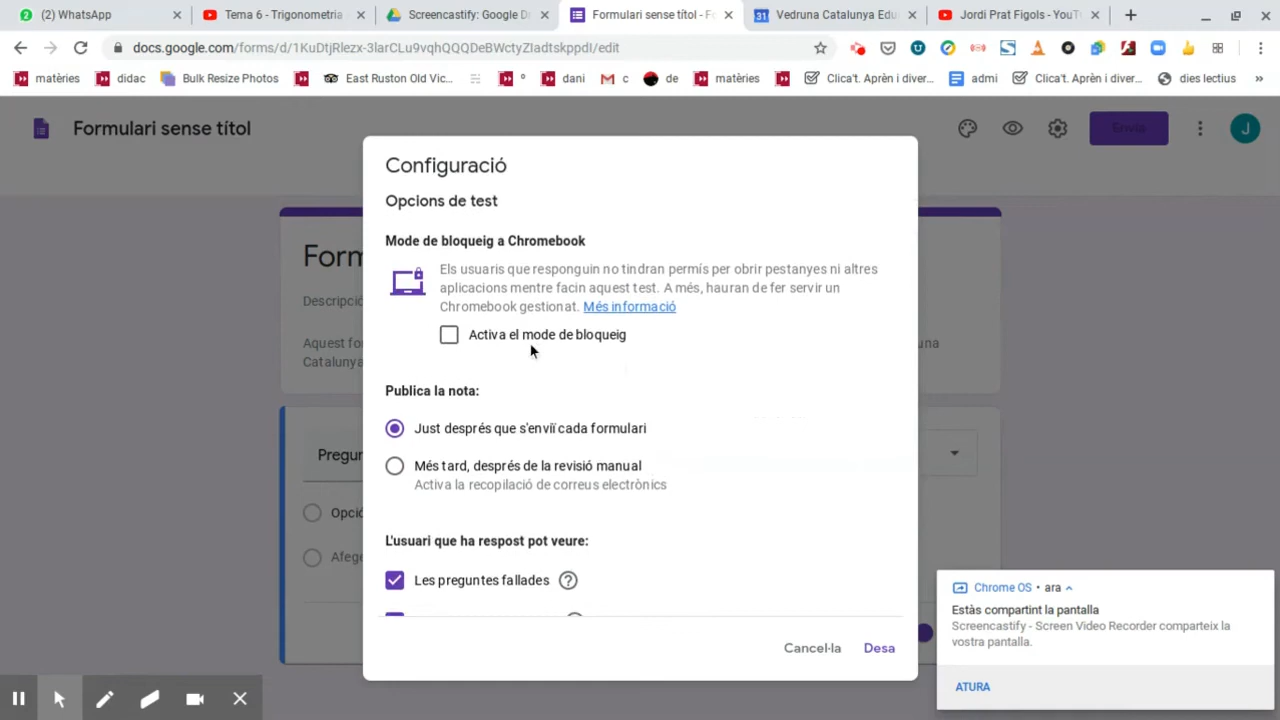 (2) WhatsApp
Tema 6 - Trigonometria
Screencastify: Google D
Formulari sense títol - Fo
Vedruna Catalunya Edu
Jordi Prat Figols - YouT
docs.google.com/forms/d/1TuDtjRlezx-3larCLu9vqhQQQDeBWctyZIadtskppdI/edit
matèries
didac
Bulk Resize Photos
East Ruston Old Vic...
º
dani
c
de
matèries
Clica't. Aprèn i diver...
admi
Clica't. Aprèn i diver...
dies lectius
»
Formulari sense títol
Envia
J
Configuració
Opcions de test
Mode de bloqueig a Chromebook
Els usuaris que responguin no tindran permís per obrir pestanyes ni altres
aplicacions mentre facin aquest test. A més, hauran de fer servir un
Chromebook gestionat. Més informació
Activa el mode de bloqueig
Publica la nota:
Just després que s'enviï cada formulari
Més tard, després de la revisió manual
Activa la recopilació de correus electrònics
L'usuari que ha respost pot veure:
Les preguntes fallades
Cancel·la
Desa
Form
Descripció
Aquest fo
una
Catalunya
Pregun
Opció
Afege
Chrome OS • ara
Estàs compartint la pantalla
Screencastify - Screen Video Recorder comparteix la
vostra pantalla.
ATURA